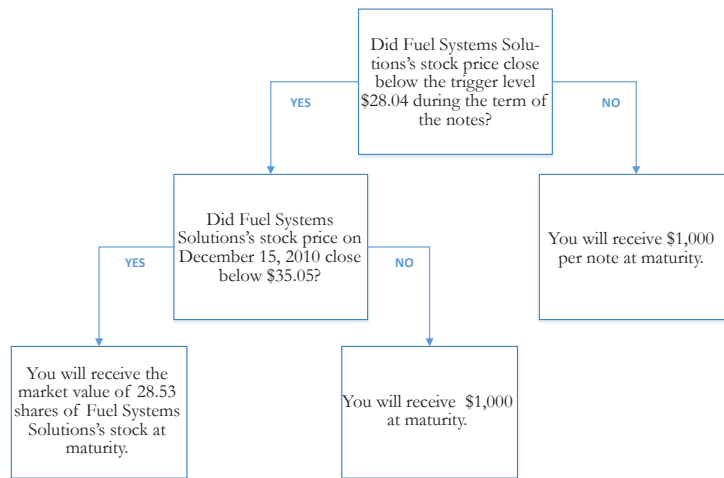 Did Fuel Systems Solu-
tions's stock price close
below the trigger level
$28.04 during the term of
the notes?
YES
NO
Did Fuel Systems
Solutions's stock price on
December 15, 2010 close
below $35.05?
You will receive $1,000
per note at maturity.
YES
NO
You will receive the
market value of 28.53
shares of Fuel Systems
Solutions's stock at
maturity.
You will receive $1,000
at maturity.